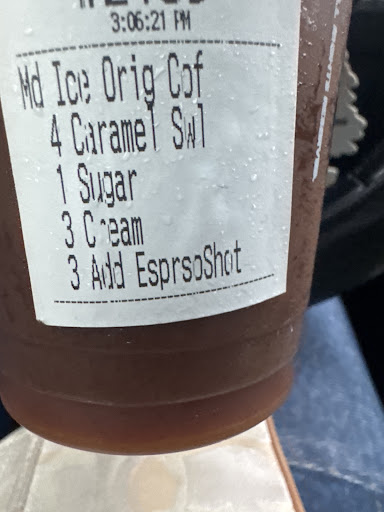 3:06:21 PM
Md Ice Orig Cof
4 Caramel Swl
1 Sugar
3 Cream
3 Add EsprsoShot